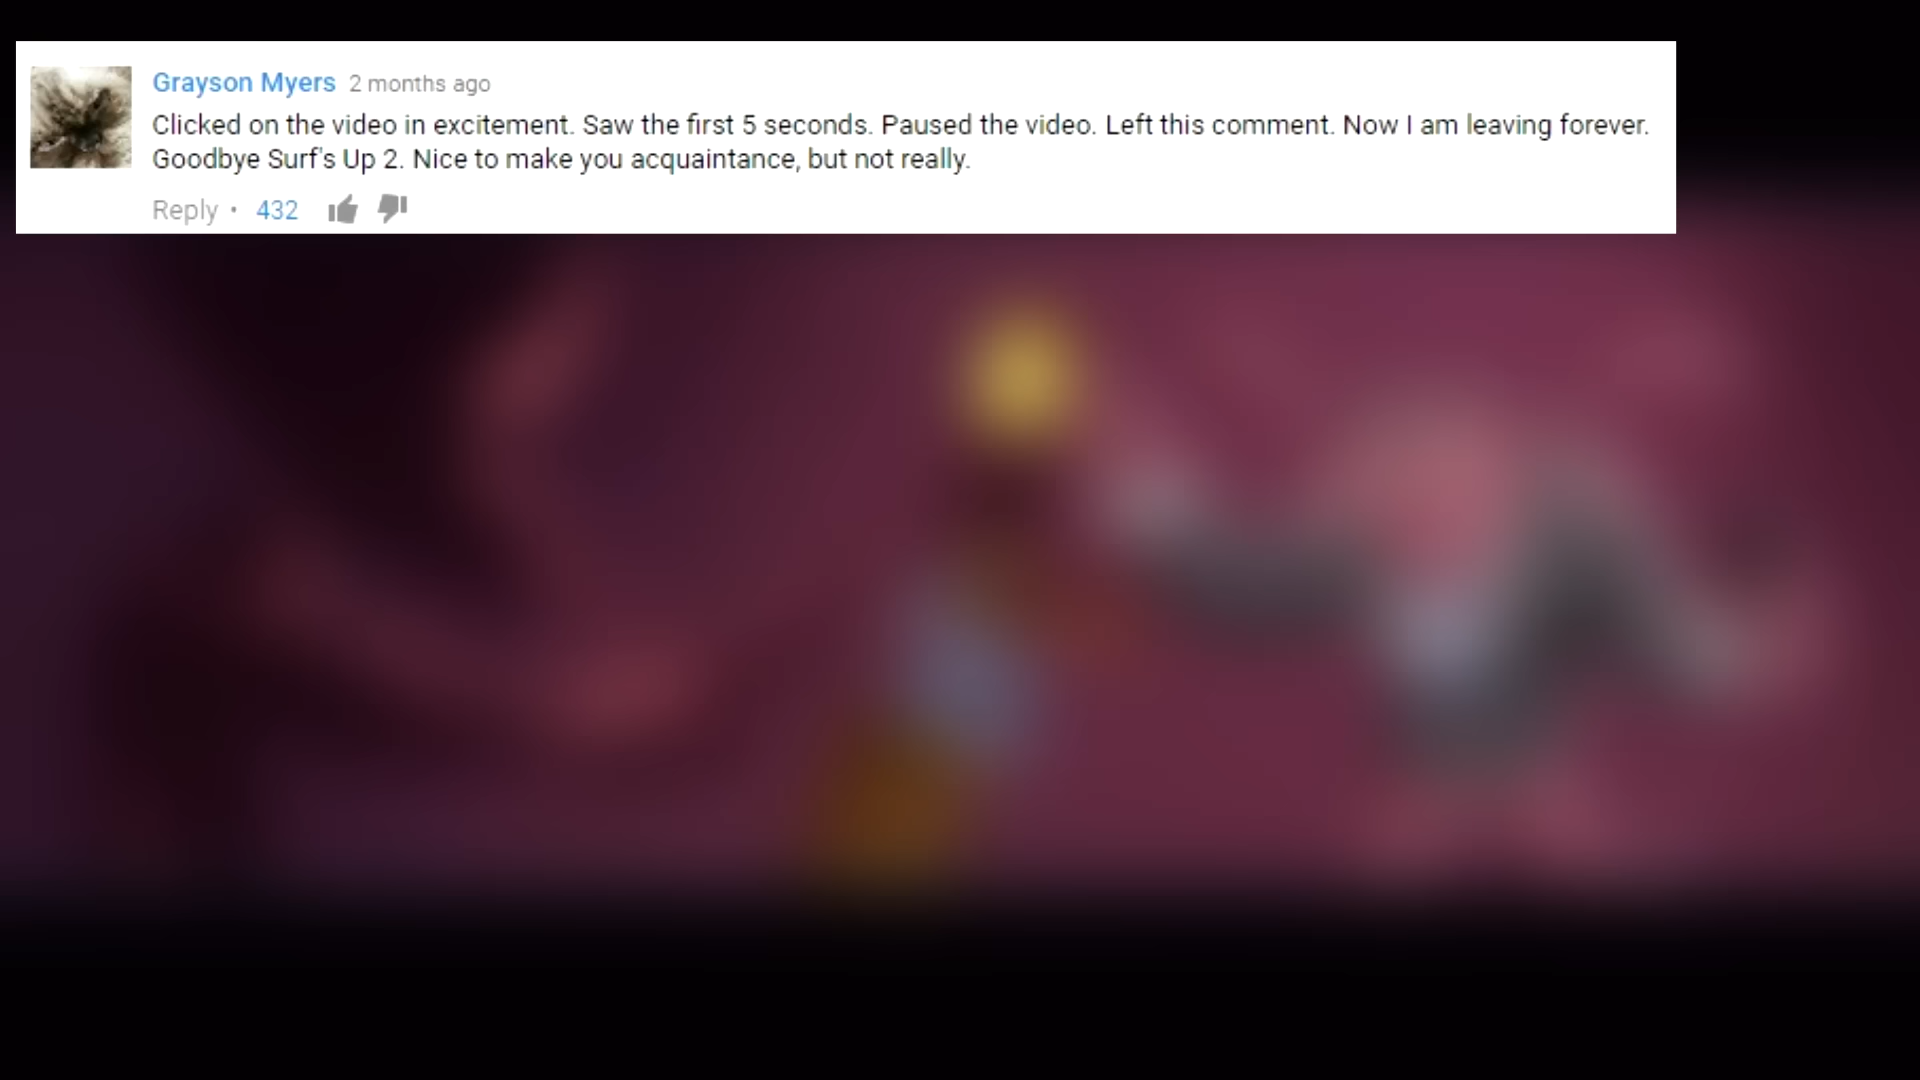 Grayson Myers 2 months ago
Clicked on the video in excitement. Saw the first 5 seconds. Paused the video. Left this comment. Now I am leaving forever.
Goodbye Surf's Up 2. Nice to make you acquaintance, but not really.
Reply • 432